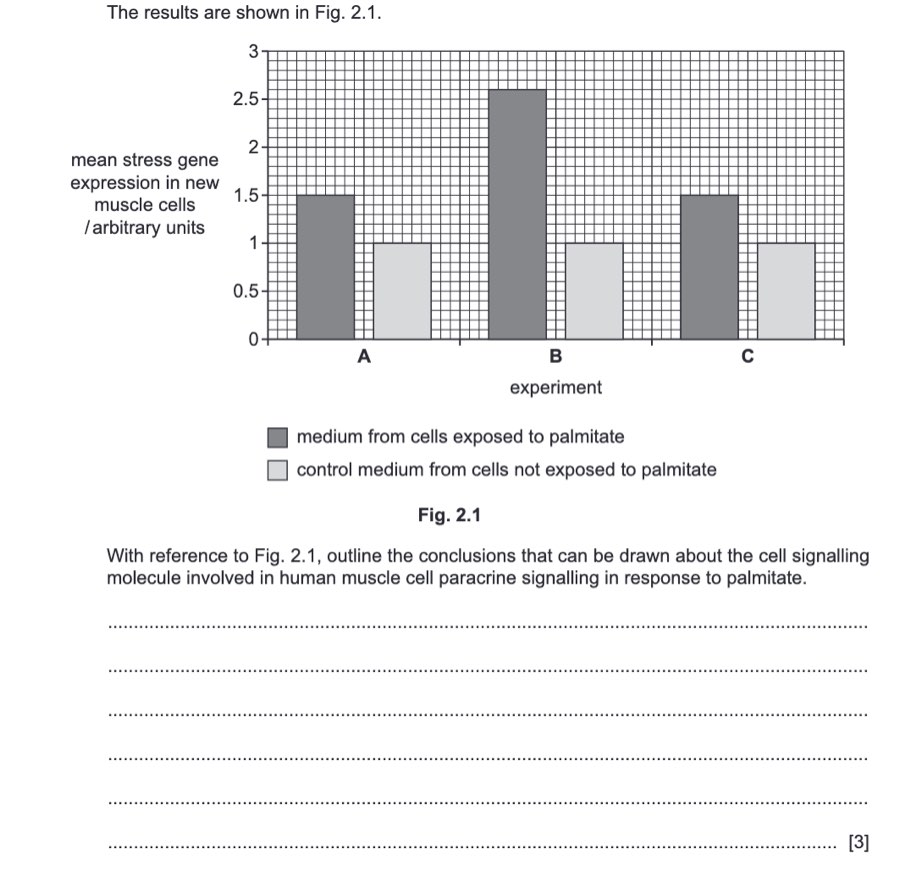 The results are shown in Fig. 2.1.
3
2.5
2
1.5
1
0.5
0
mean stress gene
expression in new
muscle cells
/ arbitrary units
A
B
C
experiment
medium from cells exposed to palmitate
control medium from cells not exposed to palmitate
Fig. 2.1
With reference to Fig. 2.1, outline the conclusions that can be drawn about the cell signalling
molecule involved in human muscle cell paracrine signalling in response to palmitate.
[3]